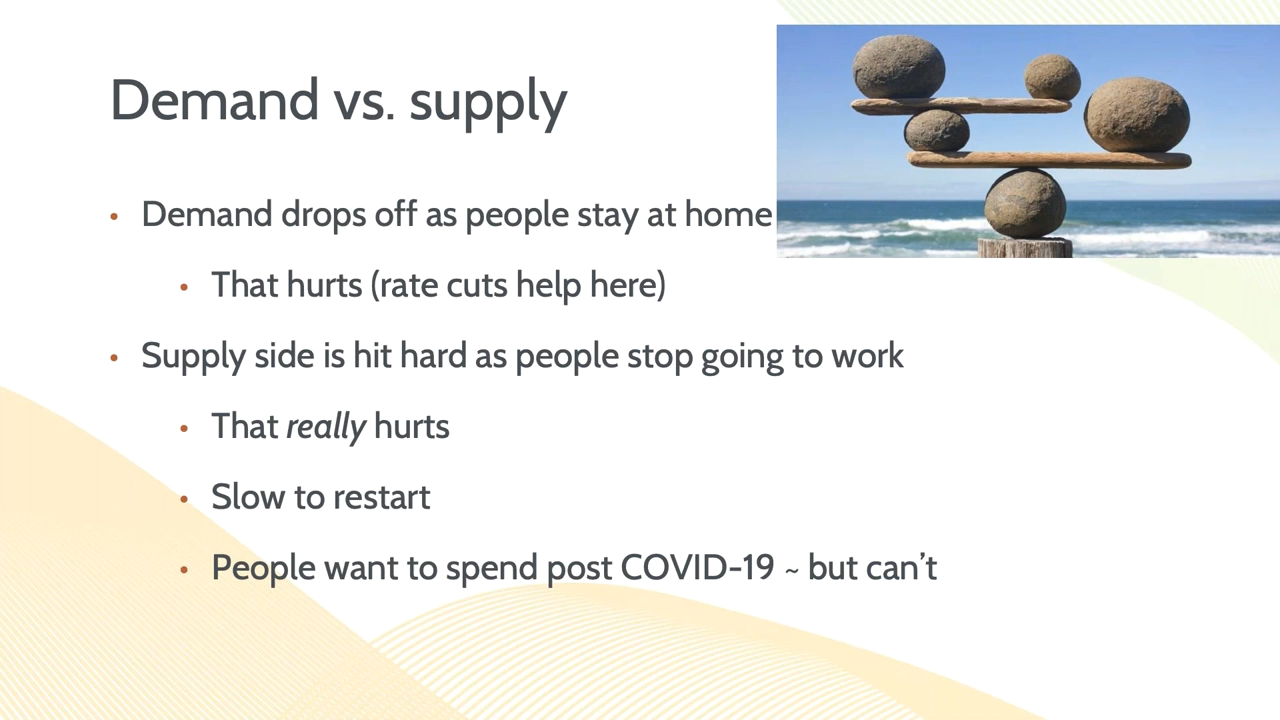 Demand vs. supply
• Demand drops off as people stay at home
• That hurts (rate cuts help here)
• Supply side is hit hard as people stop going to work
• That really hurts
• Slow to restart
• People want to spend post COVID-19 ~ but can’t